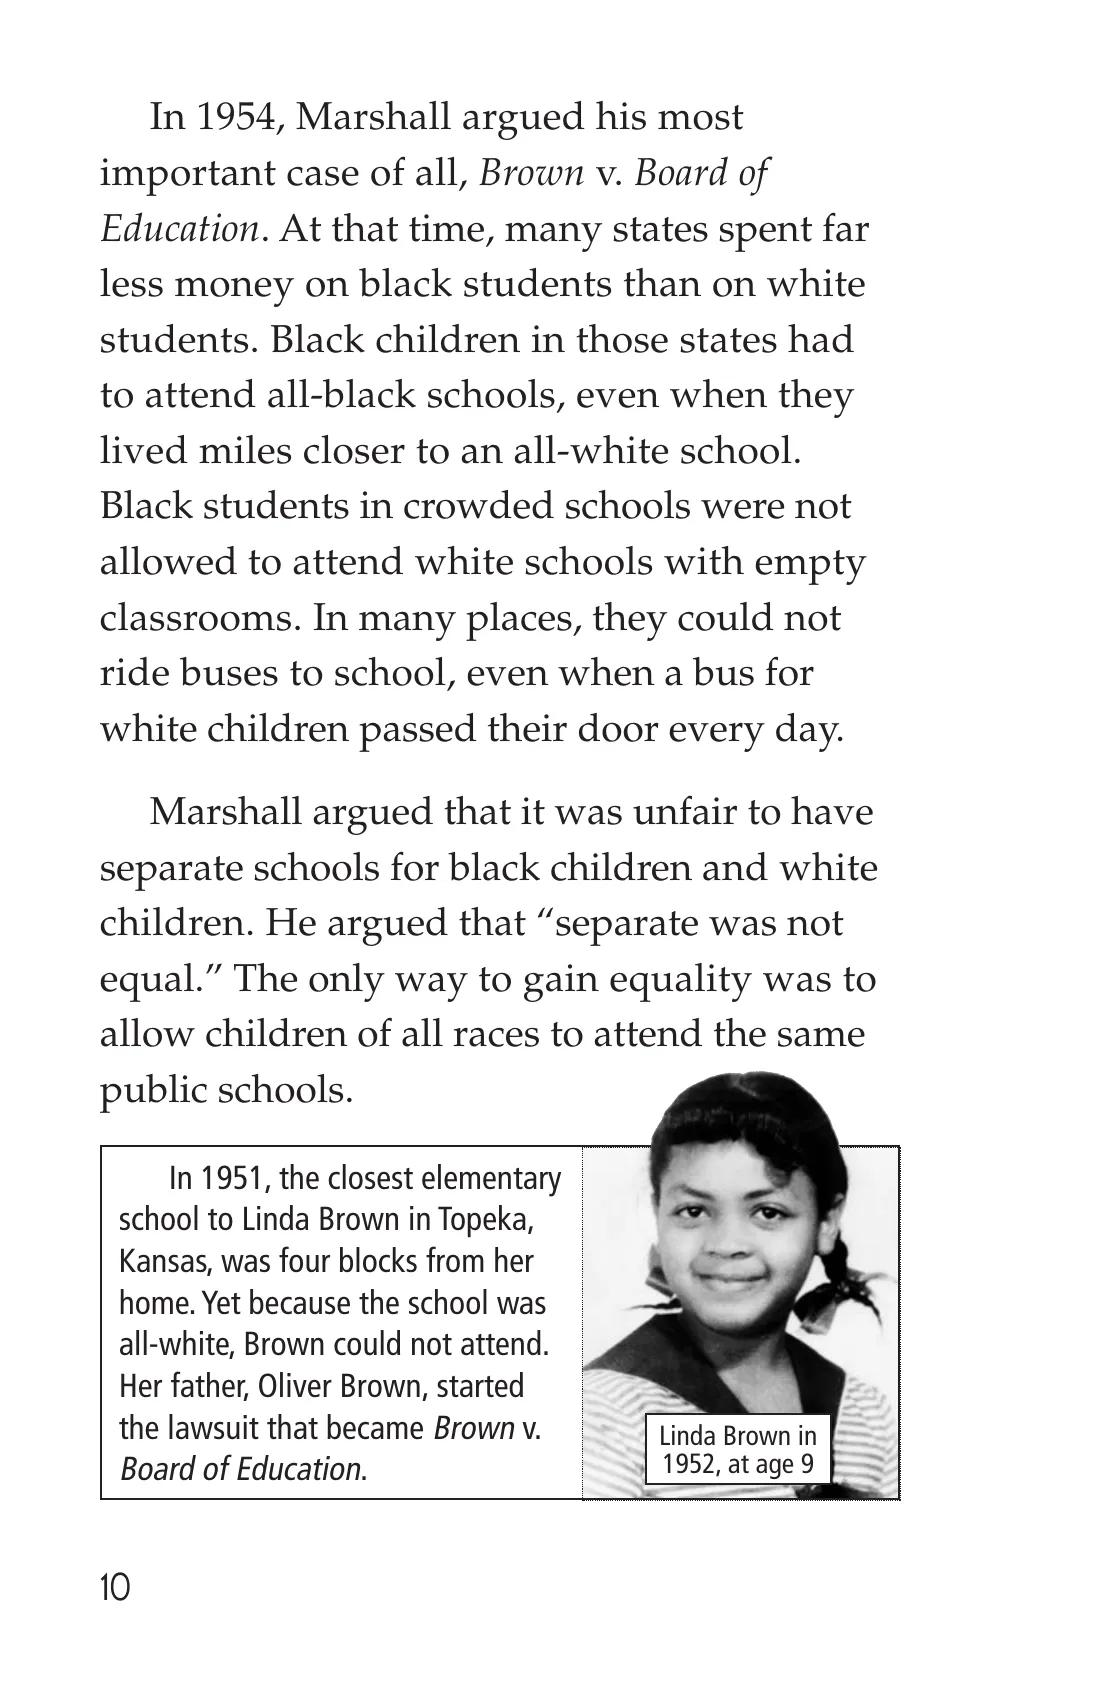 In 1954, Marshall argued his most
important case of all, Brown v. Board of
Education. At that time, many states spent far
less money on black students than on white
students. Black children in those states had
to attend all-black schools, even when they
lived miles closer to an all-white school.
Black students in crowded schools were not
allowed to attend white schools with empty
classrooms. In many places, they could not
ride buses to school, even when a bus for
white children passed their door every day.
Marshall argued that it was unfair to have
separate schools for black children and white
children. He argued that “separate was not
equal.” The only way to gain equality was to
allow children of all races to attend the same
public schools.
In 1951, the closest elementary
school to Linda Brown in Topeka,
Kansas, was four blocks from her
home. Yet because the school was
all-white, Brown could not attend.
Her father, Oliver Brown, started
the lawsuit that became Brown v.
Board of Education.
Linda Brown in
1952, at age 9
10